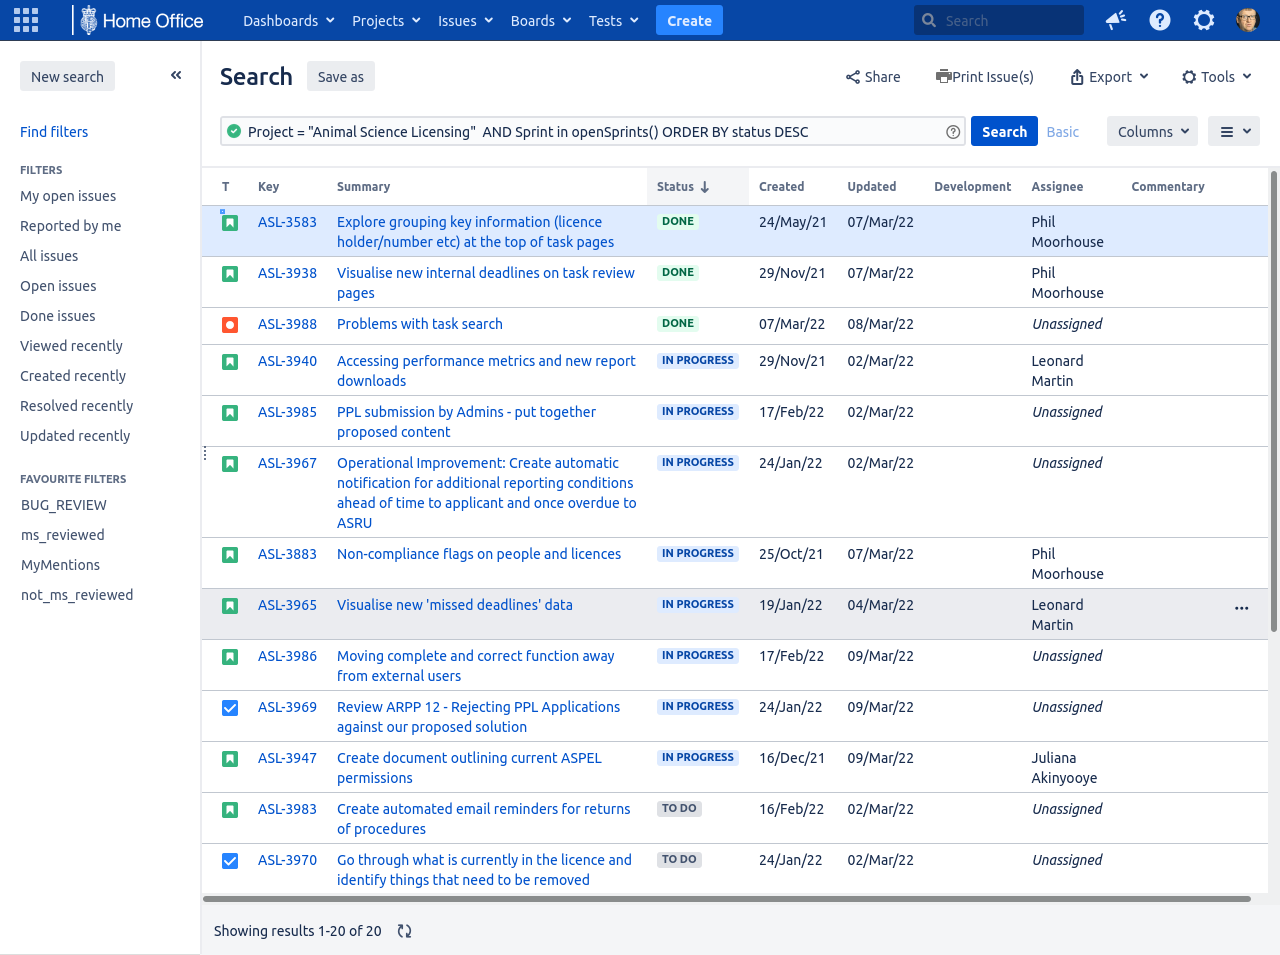 Home Office Dashboards Projects Issues Boards Tests Create Search
New search
Find filters
FILTERS
My open issues
Reported by me
All issues
Open issues
Done issues
Viewed recently
Created recently
Resolved recently
Updated recently
FAVOURITE FILTERS
BUG_REVIEW
ms_reviewed
MyMentions
not_ms_reviewed
Search Save as Share Print Issue(s) Export Tools
Project = "Animal Science Licensing" AND Sprint in openSprints() ORDER BY status DESC Search Basic Columns
T Key Summary Status Created Updated Development Assignee Commentary
ASL-3583 Explore grouping key information (licence DONE 24/May/21 07/Mar/22 Phil
holder/number etc) at the top of task pages Moorhouse
ASL-3938 Visualise new internal deadlines on task review DONE 29/Nov/21 07/Mar/22 Phil
pages Moorhouse
ASL-3988 Problems with task search DONE 07/Mar/22 08/Mar/22 Unassigned
ASL-3940 Accessing performance metrics and new report IN PROGRESS 29/Nov/21 02/Mar/22 Leonard
downloads Martin
ASL-3985 PPL submission by Admins - put together IN PROGRESS 17/Feb/22 02/Mar/22 Unassigned
proposed content
ASL-3967 Operational Improvement: Create automatic IN PROGRESS 24/Jan/22 02/Mar/22 Unassigned
notification for additional reporting conditions
ahead of time to applicant and once overdue to
ASRU
ASL-3883 Non-compliance flags on people and licences IN PROGRESS 25/Oct/21 07/Mar/22 Phil
Moorhouse
ASL-3965 Visualise new 'missed deadlines' data IN PROGRESS 19/Jan/22 04/Mar/22 Leonard
Martin
ASL-3986 Moving complete and correct function away IN PROGRESS 17/Feb/22 09/Mar/22 Unassigned
from external users
ASL-3969 Review ARPP 12 - Rejecting PPL Applications IN PROGRESS 24/Jan/22 09/Mar/22 Unassigned
against our proposed solution
ASL-3947 Create document outlining current ASPEL IN PROGRESS 16/Dec/21 09/Mar/22 Juliana
permissions Akinyooye
ASL-3983 Create automated email reminders for returns TO DO 16/Feb/22 02/Mar/22 Unassigned
of procedures
ASL-3970 Go through what is currently in the licence and TO DO 24/Jan/22 02/Mar/22 Unassigned
identify things that need to be removed
Showing results 1-20 of 20